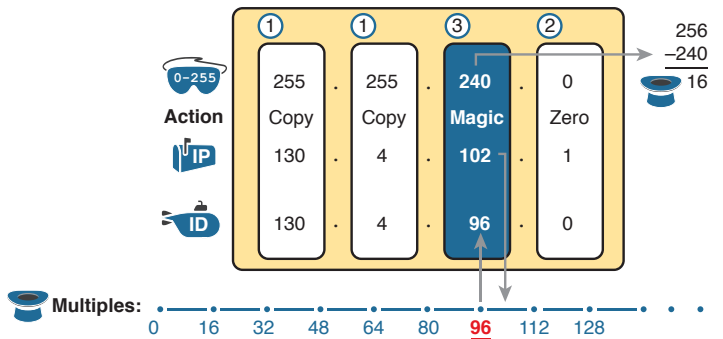 1 1 3 2
256
–240
16
0–255 255 . 255 . 240 . 0
Action Copy Copy Magic Zero
IP 130 . 4 . 102 . 1
ID 130 . 4 . 96 . 0
Multiples:
0 16 32 48 64 80 96 112 128